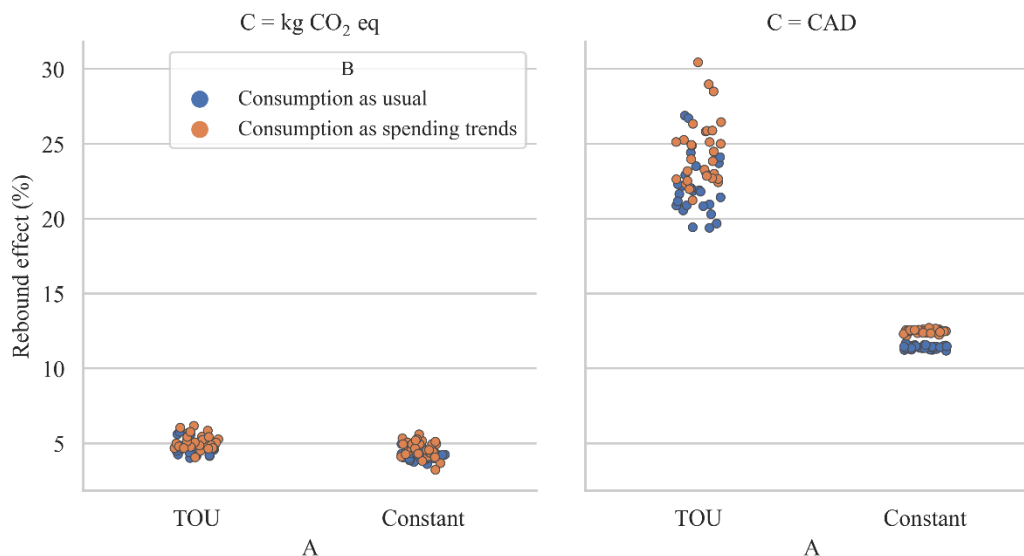 C = kg CO₂ eq
C = CAD
Rebound effect (%)
30
25
20
15
10
5
B
Consumption as usual
Consumption as spending trends
TOU
Constant
A
TOU
Constant
A